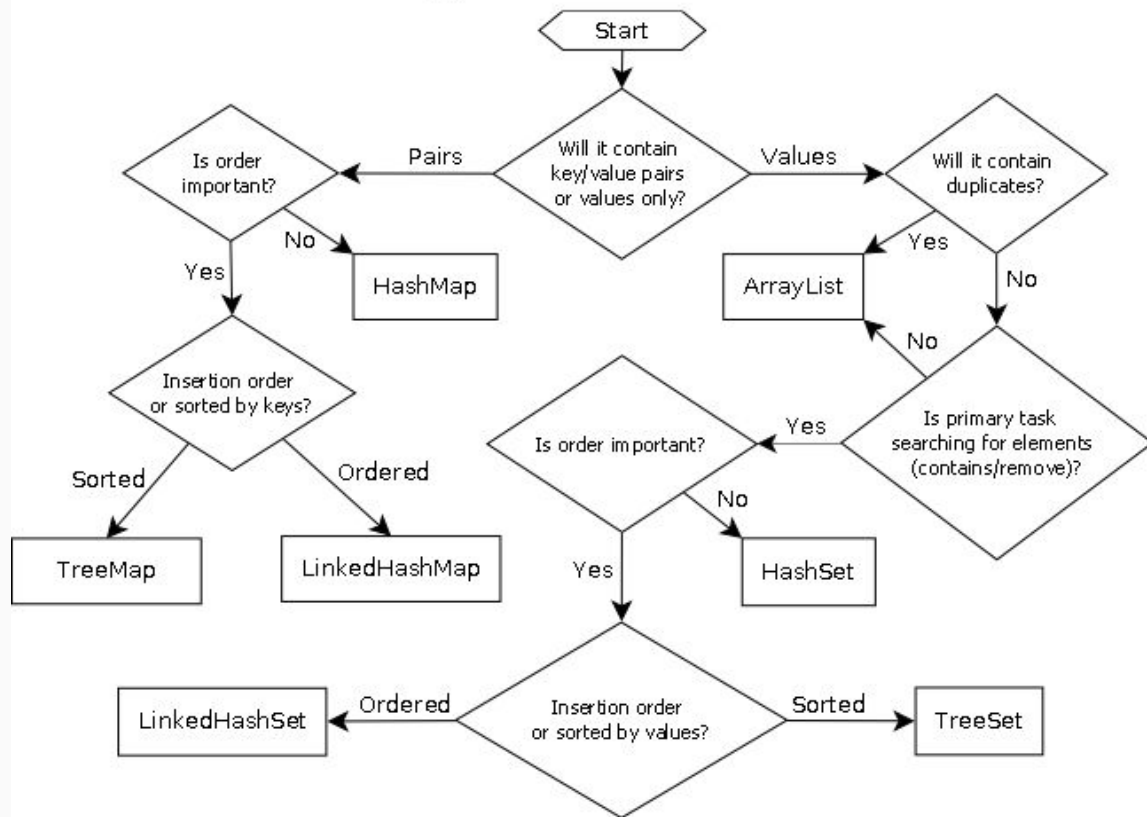 Start
Will it contain
key/value pairs
or values only?
Pairs
Values
Is order
important?
No
Yes
HashMap
Insertion order
or sorted by keys?
Sorted
Ordered
TreeMap
LinkedHashMap
Will it contain
duplicates?
Yes
No
ArrayList
No
Is primary task
searching for elements
(contains/remove)?
Yes
Is order important?
No
Yes
HashSet
Insertion order
or sorted by values?
Ordered
Sorted
LinkedHashSet
TreeSet